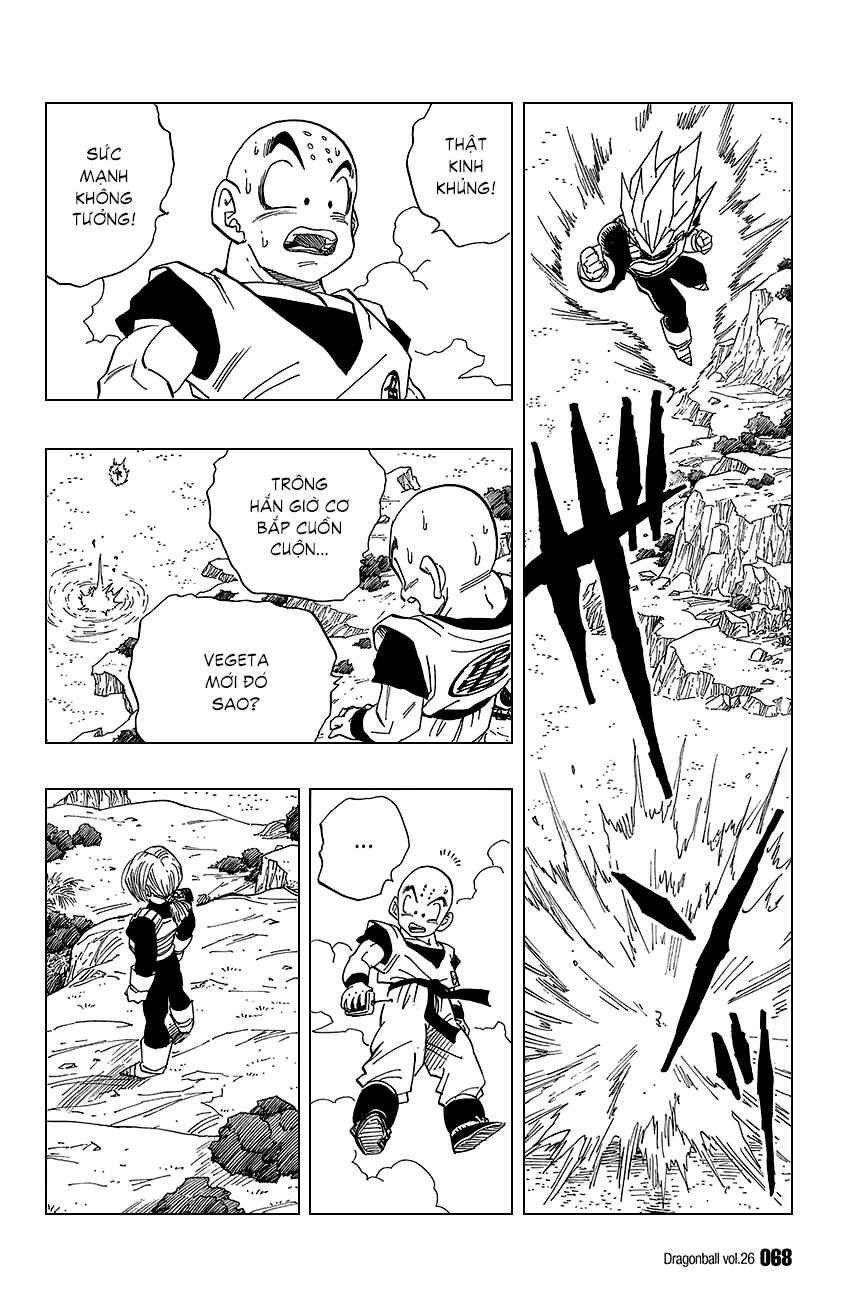 THẬT
KINH
KHỦNG!
SỨC
MẠNH
KHÔNG
TƯỞNG!
TRÔNG
HẮN GIỜ CƠ
BẮP CUỒN
CUỘN...
VEGETA
MỚI ĐÓ
SAO?
...
Dragonball vol.26 068